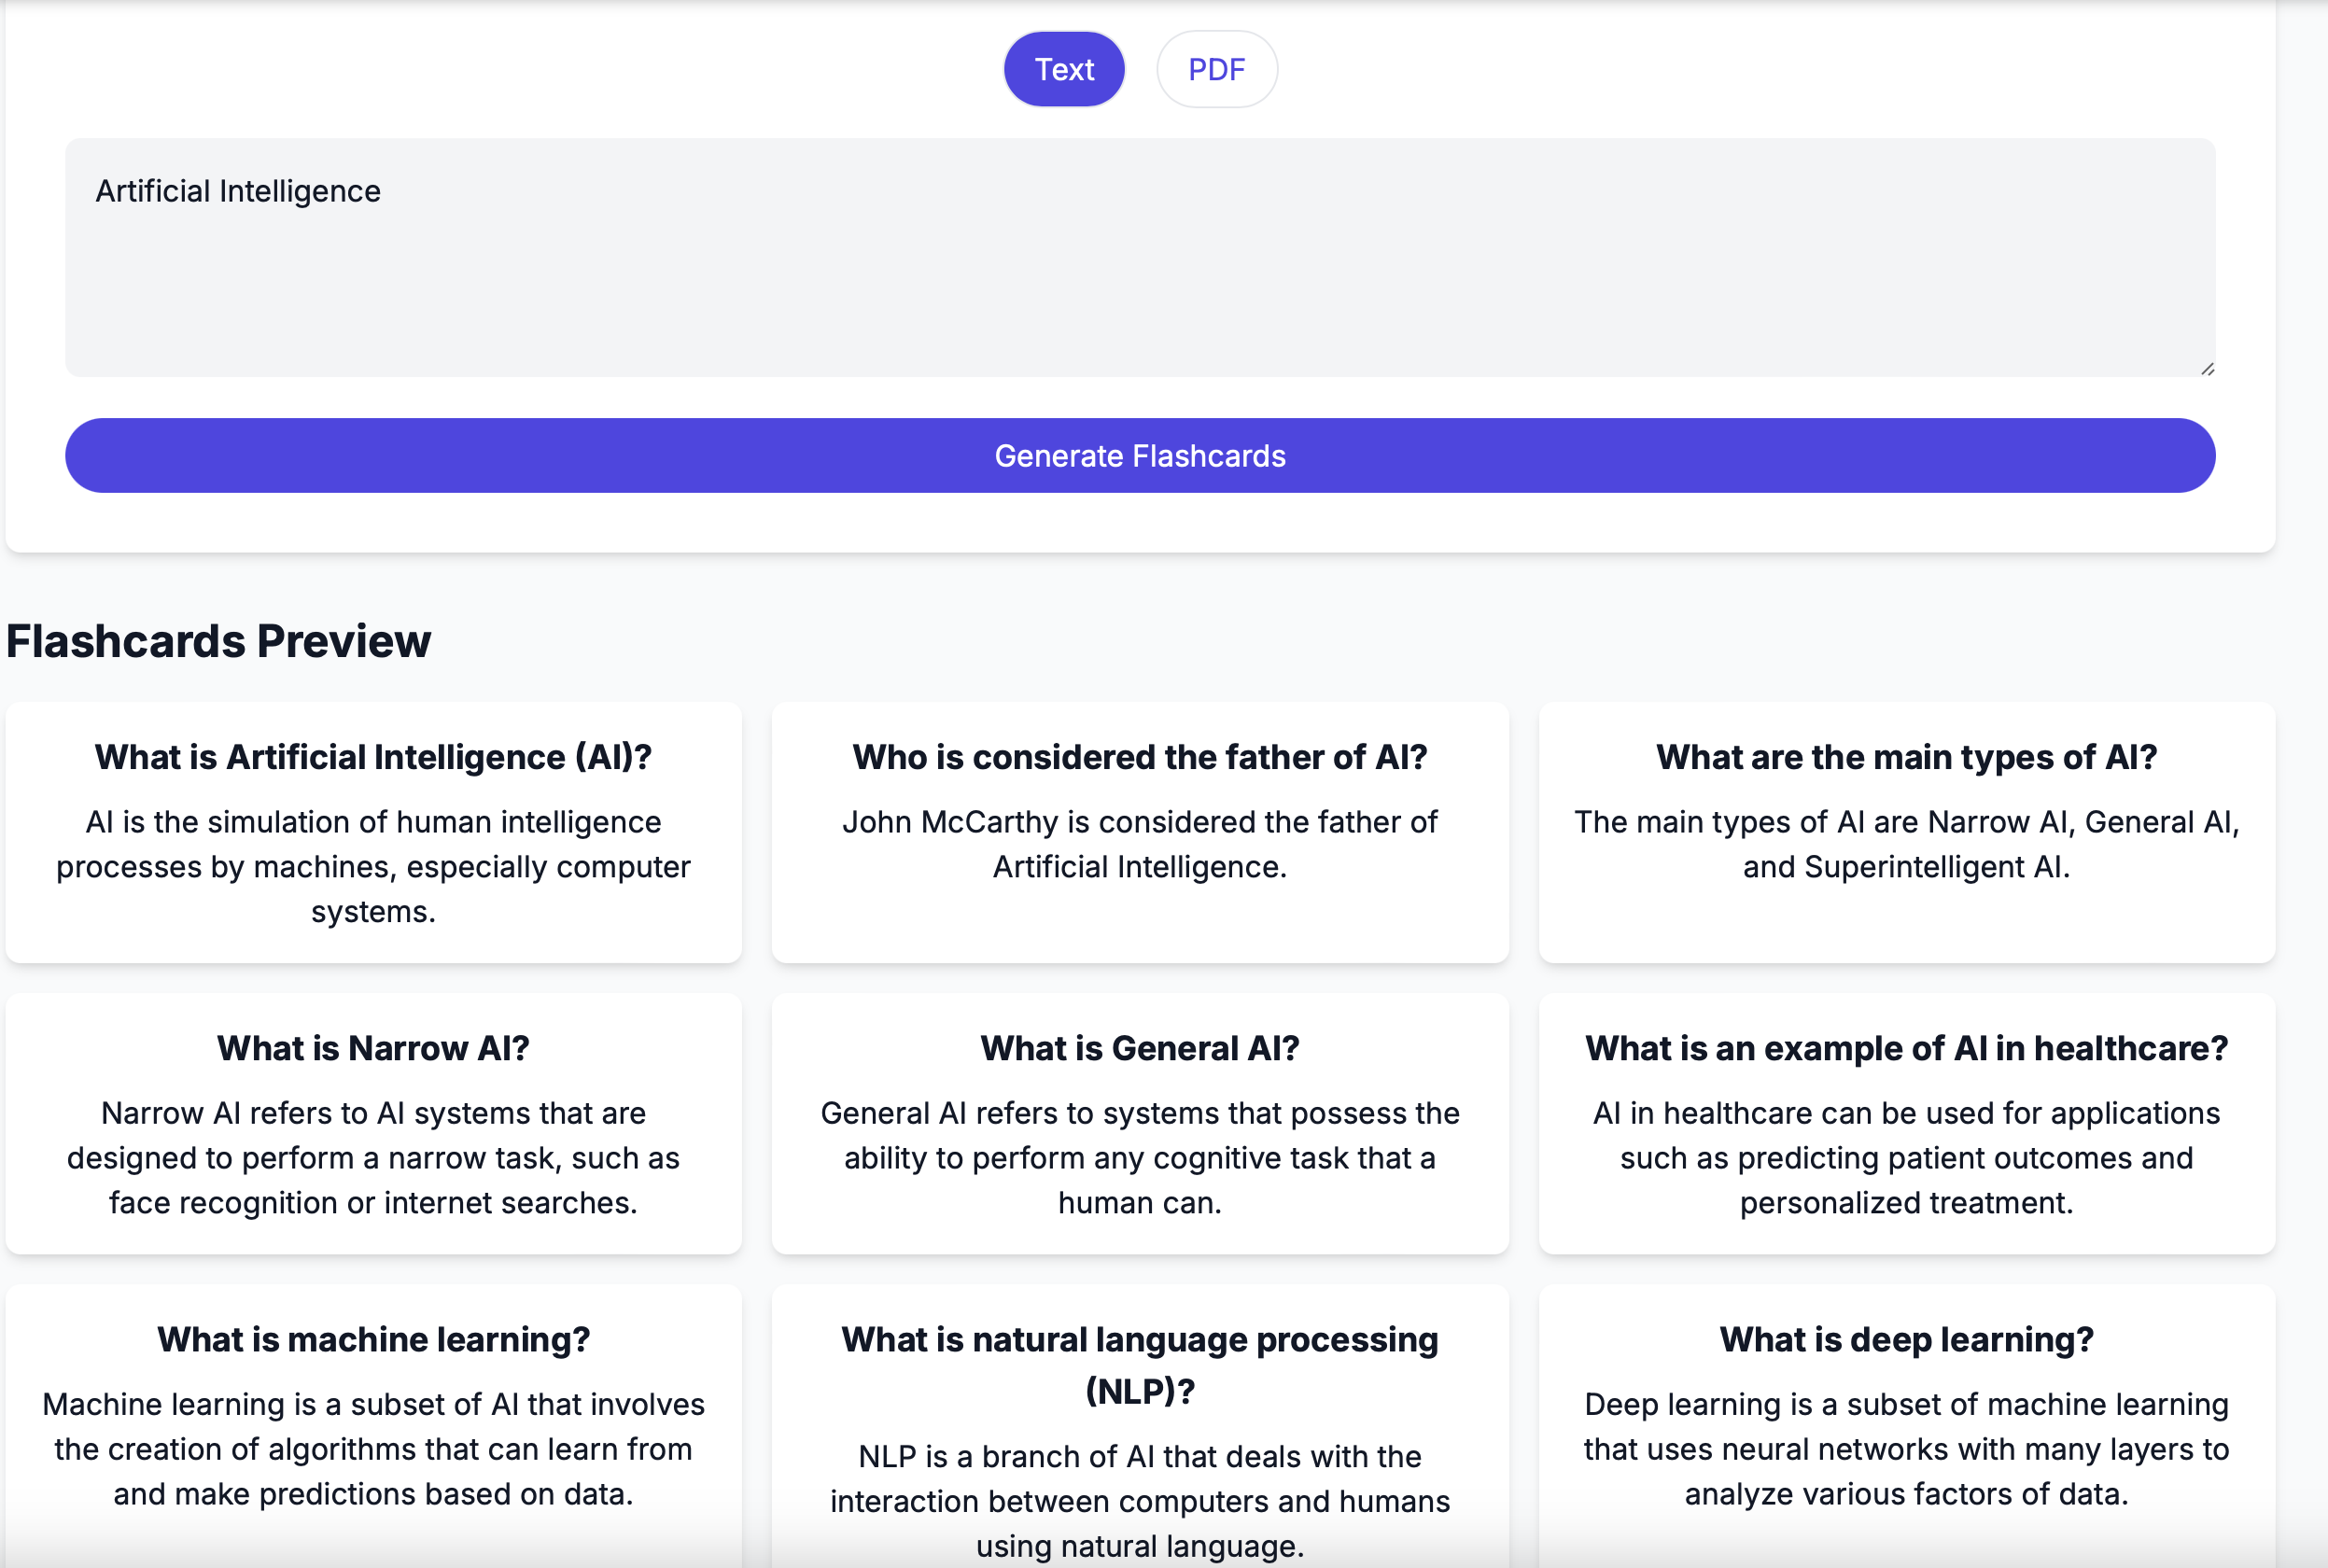 Text
PDF
Artificial Intelligence
Generate Flashcards
Flashcards Preview
What is Artificial Intelligence (AI)?
AI is the simulation of human intelligence
processes by machines, especially computer
systems.
Who is considered the father of AI?
John McCarthy is considered the father of
Artificial Intelligence.
What are the main types of AI?
The main types of AI are Narrow AI, General AI,
and Superintelligent AI.
What is Narrow AI?
Narrow AI refers to AI systems that are
designed to perform a narrow task, such as
face recognition or internet searches.
What is General AI?
General AI refers to systems that possess the
ability to perform any cognitive task that a
human can.
What is an example of AI in healthcare?
AI in healthcare can be used for applications
such as predicting patient outcomes and
personalized treatment.
What is machine learning?
Machine learning is a subset of AI that involves
the creation of algorithms that can learn from
and make predictions based on data.
What is natural language processing
(NLP)?
NLP is a branch of AI that deals with the
interaction between computers and humans
using natural language.
What is deep learning?
Deep learning is a subset of machine learning
that uses neural networks with many layers to
analyze various factors of data.